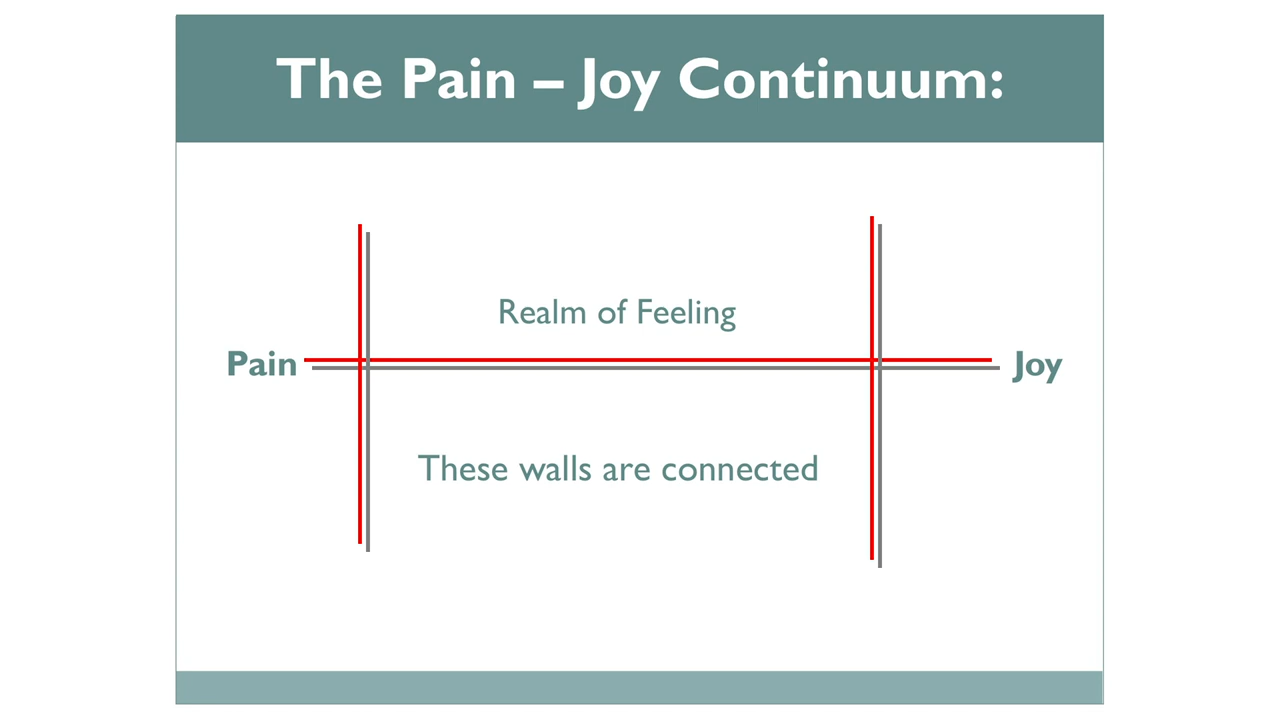 The Pain – Joy Continuum:
Realm of Feeling
Pain
Joy
These walls are connected